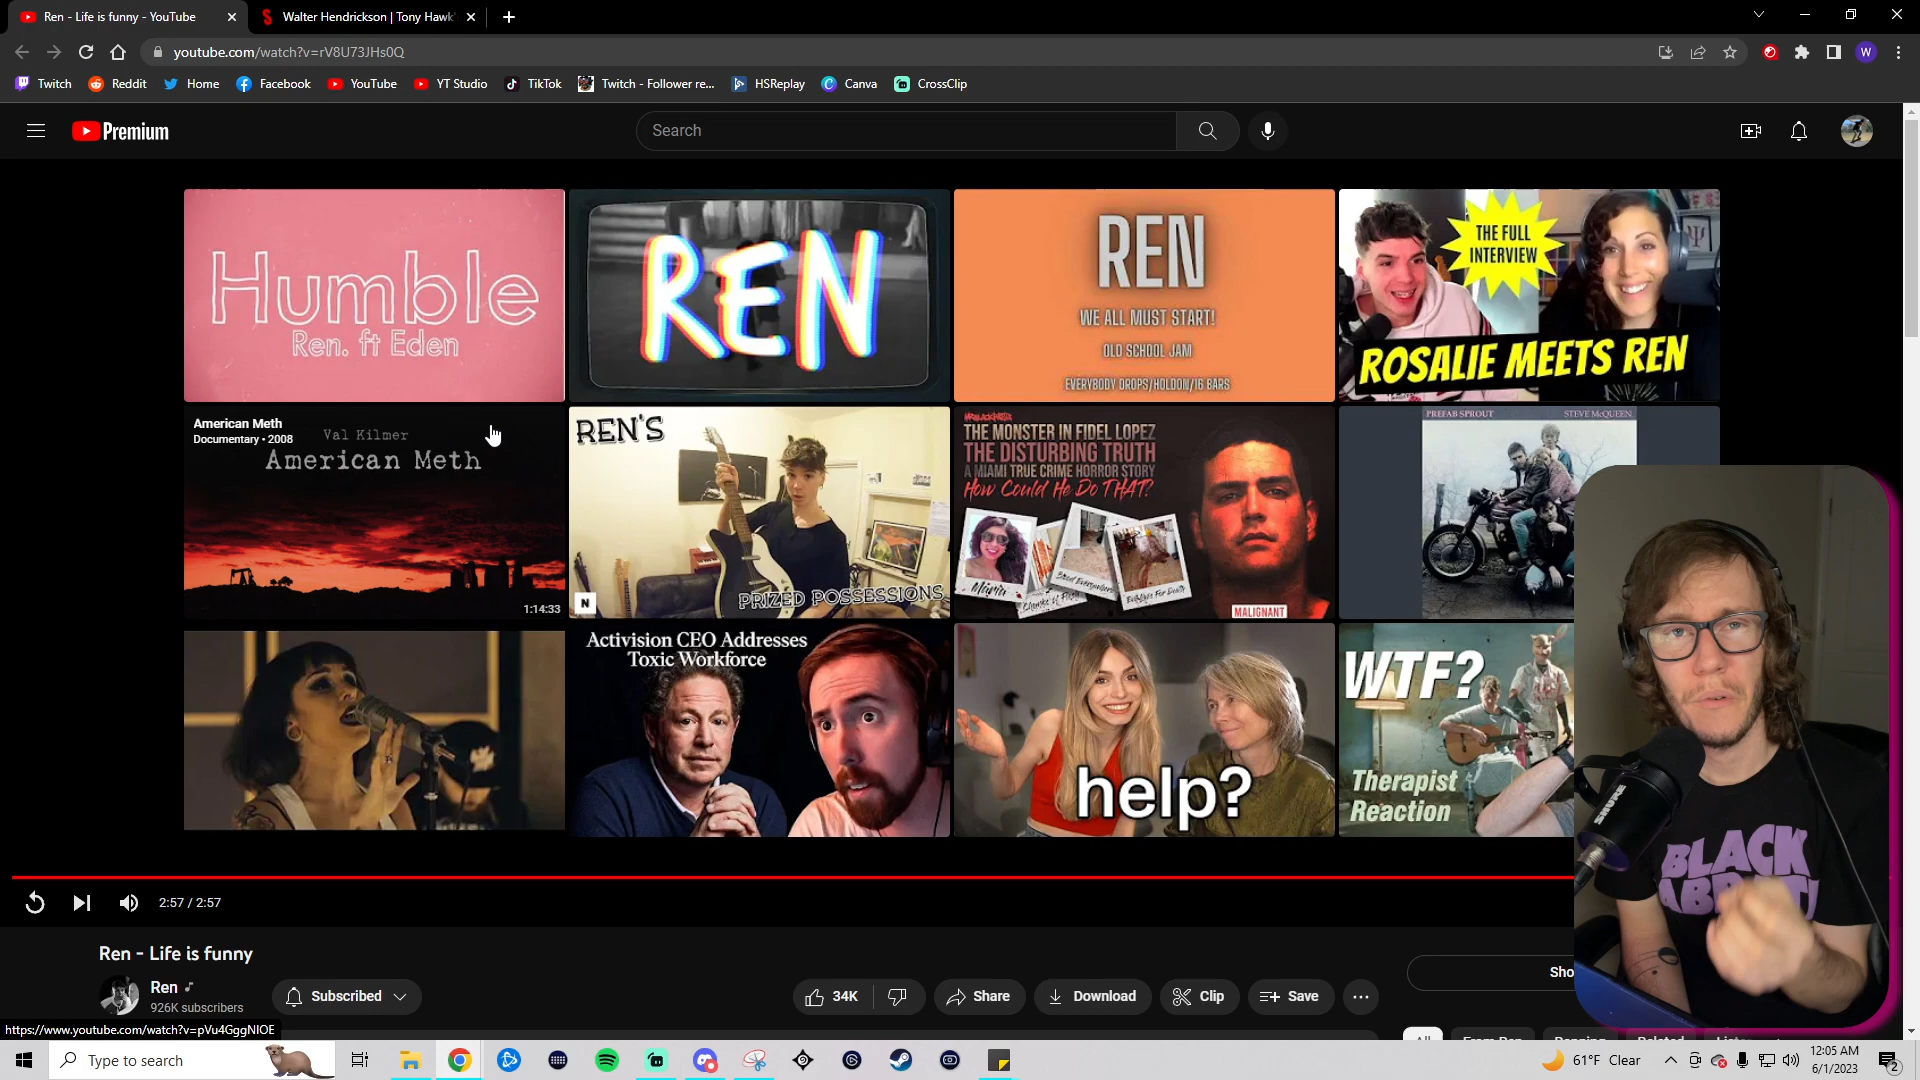 Ren - Life is funny - YouTube
Walter Hendrickson | Tony Hawk'
youtube.com/watch?v=rV8U73JHs0Q
W
Twitch
Reddit
Home
Facebook
YouTube
YT Studio
TikTok
Twitch - Follower re...
HSReplay
Canva
CrossClip
Premium
Search
Humble
Ren. ft Eden
REN
REN
WE ALL MUST START!
OLD SCHOOL JAM
EVERYBODY DROPS/HOLDON/16 BARS
THE FULL
INTERVIEW
ROSALIE MEETS REN
American Meth
Documentary • 2008
Val Kilmer
American Meth
1:14:33
REN'S
N
PRIZED POSSESSIONS
THE MONSTER IN FIDEL LOPEZ
THE DISTURBING TRUTH
A MIAMI TRUE CRIME HORROR STORY
How Could He Do THAT?
Maria
MALIGNANT
PREFAB SPROUT
STEVE McQUEEN
Activision CEO Addresses
Toxic Workforce
help?
WTF?
Therapist
Reaction
SHURE
BLACK
2:57 / 2:57
Ren - Life is funny
Ren
926K subscribers
Subscribed
34K
Share
Download
Clip
Save
Sho
https://www.youtube.com/watch?v=pVu4GggNIOE
Type to search
61°F Clear
12:05 AM
6/1/2023
2